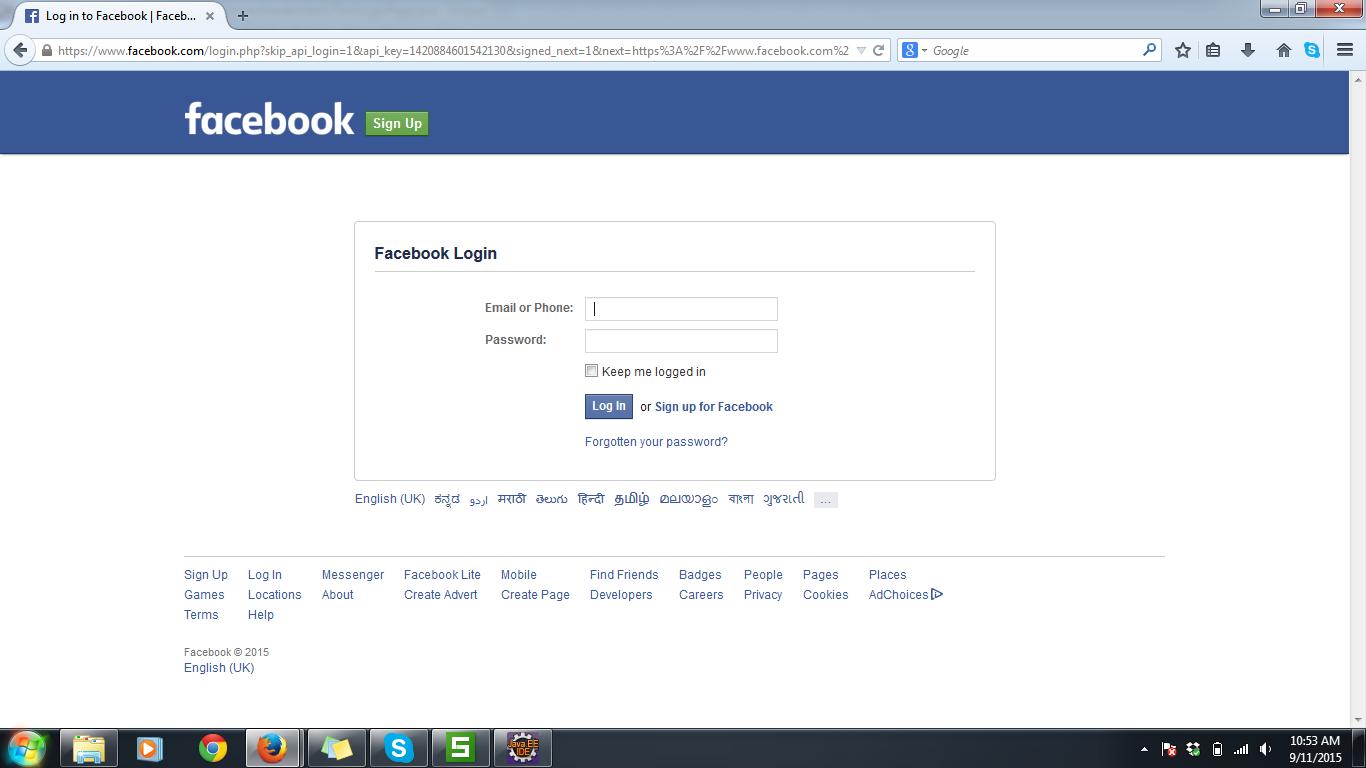 Log in to Facebook | Faceb...
https://www.facebook.com/login.php?skip_api_login=1&api_key=1420884601542130&signed_next=1&next=https%3A%2F%2Fwww.facebook.com%2
Google
facebook Sign Up
Facebook Login
Email or Phone:
Password:
Keep me logged in
Log In or Sign up for Facebook
Forgotten your password?
English (UK) ಕನ್ನಡ اردو मराठी తెలుగు हिन्दी தமிழ் മലയാളം বাংলা ગુજરાતી ...
Sign Up Log In Messenger Facebook Lite Mobile Find Friends Badges People Pages Places
Games Locations About Create Advert Create Page Developers Careers Privacy Cookies AdChoices
Terms Help
Facebook © 2015
English (UK)
Java EE
IDE
10:53 AM
9/11/2015